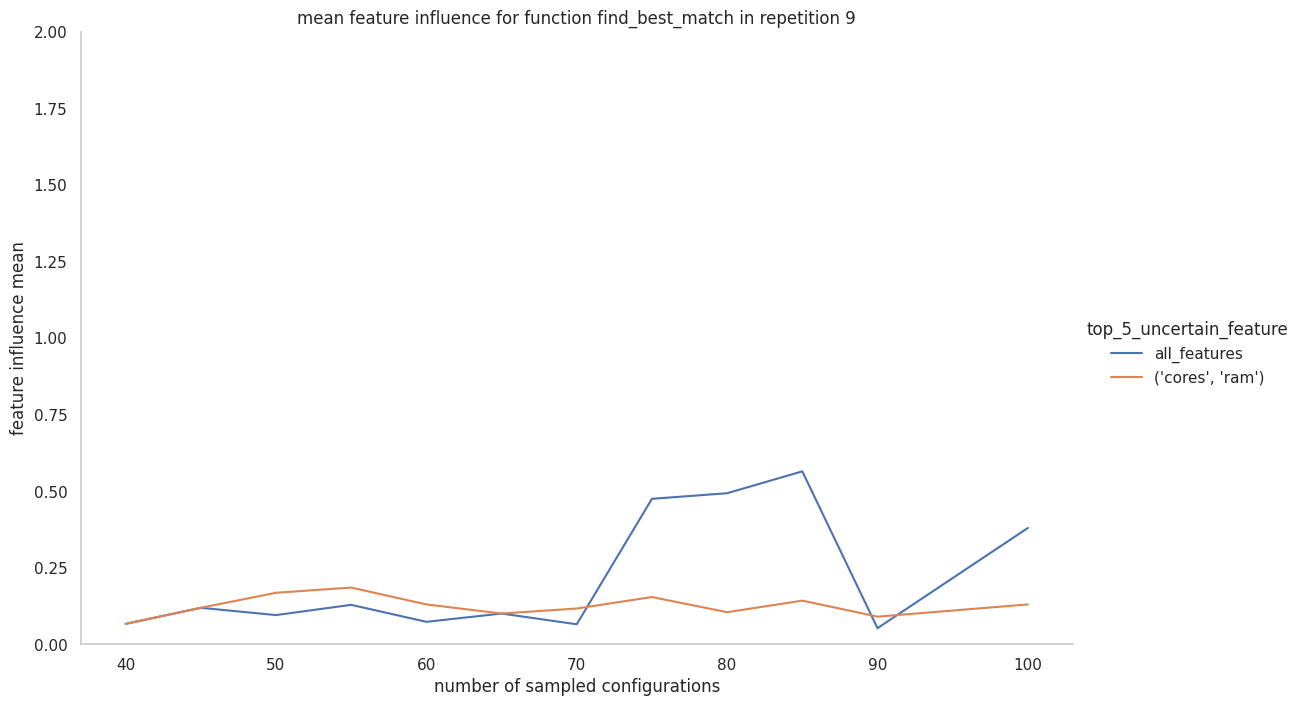 mean feature influence for function find_best_match in repetition 9
2.00
1.75
1.50
1.25
1.00
0.75
0.50
0.25
0.00
feature influence mean
40 50 60 70 80 90 100
number of sampled configurations
top_5_uncertain_feature
all_features
('cores', 'ram')